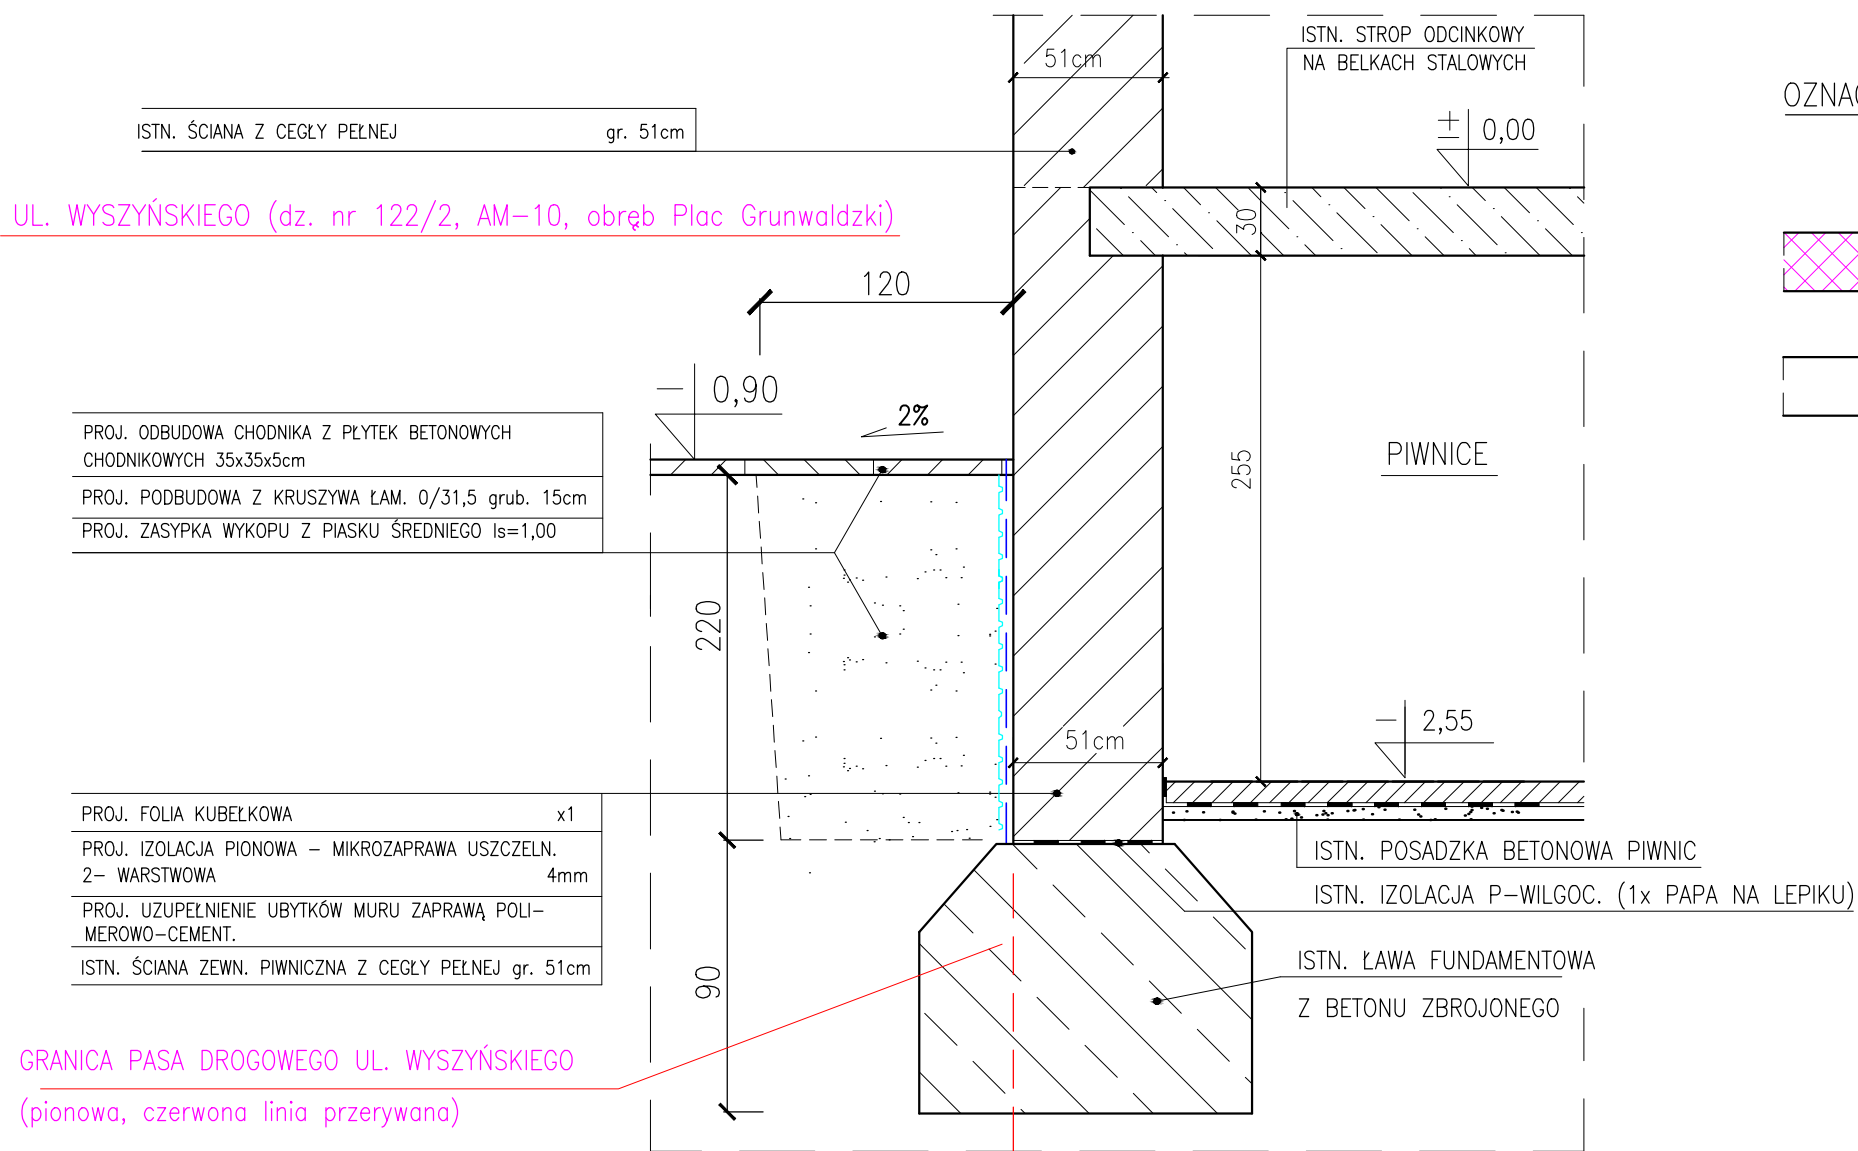 ISTN. STROP ODCINKOWY
NA BELKACH STALOWYCH
51cm
ISTN. ŚCIANA Z CEGŁY PEŁNEJ gr. 51cm
± 0,00
UL. WYSZYŃSKIEGO (dz. nr 122/2, AM-10, obręb Plac Grunwaldzki)
30
120
- 0,90
2%
PROJ. ODBUDOWA CHODNIKA Z PŁYTEK BETONOWYCH
CHODNIKOWYCH 35x35x5cm
PROJ. PODBUDOWA Z KRUSZYWA ŁAM. 0/31,5 grub. 15cm
PROJ. ZASYPKA WYKOPU Z PIASKU ŚREDNIEGO Is=1,00
PIWNICE
255
220
- 2,55
51cm
PROJ. FOLIA KUBEŁKOWA x1
PROJ. IZOLACJA PIONOWA - MIKROZAPRAWA USZCZELN.
2- WARSTWOWA 4mm
PROJ. UZUPEŁNIENIE UBYTKÓW MURU ZAPRAWĄ POLI-
MEROWO-CEMENT.
ISTN. ŚCIANA ZEWN. PIWNICZNA Z CEGŁY PEŁNEJ gr. 51cm
ISTN. POSADZKA BETONOWA PIWNIC
ISTN. IZOLACJA P-WILGOC. (1x PAPA NA LEPIKU)
ISTN. ŁAWA FUNDAMENTOWA
Z BETONU ZBROJONEGO
90
GRANICA PASA DROGOWEGO UL. WYSZYŃSKIEGO
(pionowa, czerwona linia przerywana)